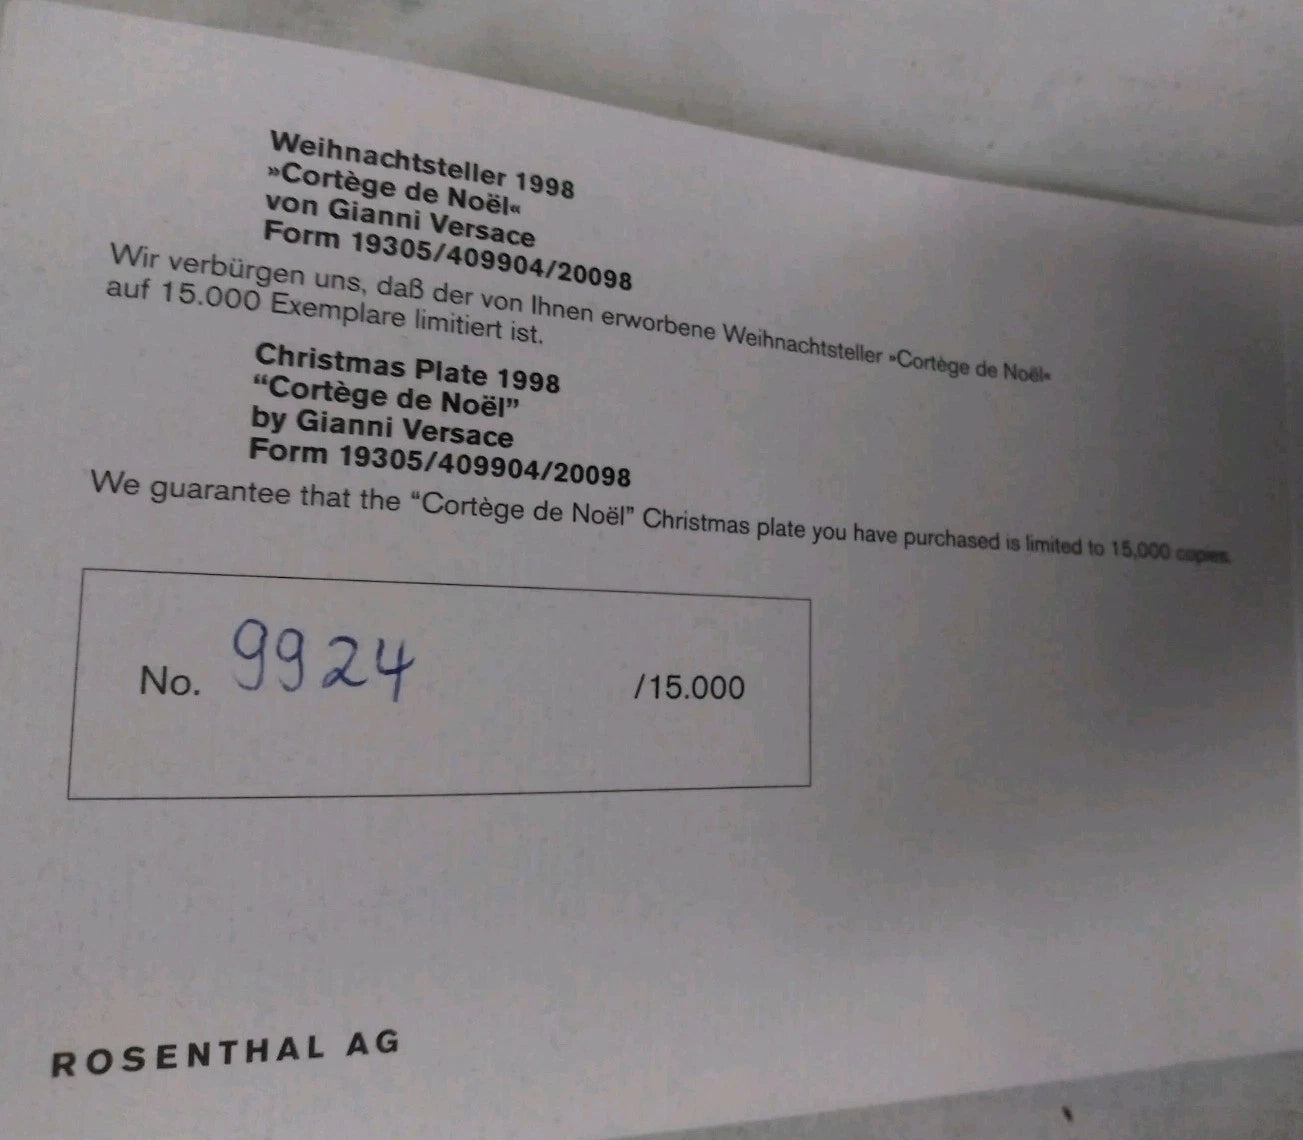 Weihnachtsteller 1998
»Cortège de Noël«
von Gianni Versace
Form 19305/409904/20098
Wir verbürgen uns, daß der von Ihnen erworbene Weihnachtsteller »Cortège de Noël«
auf 15.000 Exemplare limitiert ist.
Christmas Plate 1998
“Cortège de Noël”
by Gianni Versace
Form 19305/409904/20098
We guarantee that the “Cortège de Noël” Christmas plate you have purchased is limited to 15,000 copies.
No. 9924 /15.000
ROSENTHAL AG